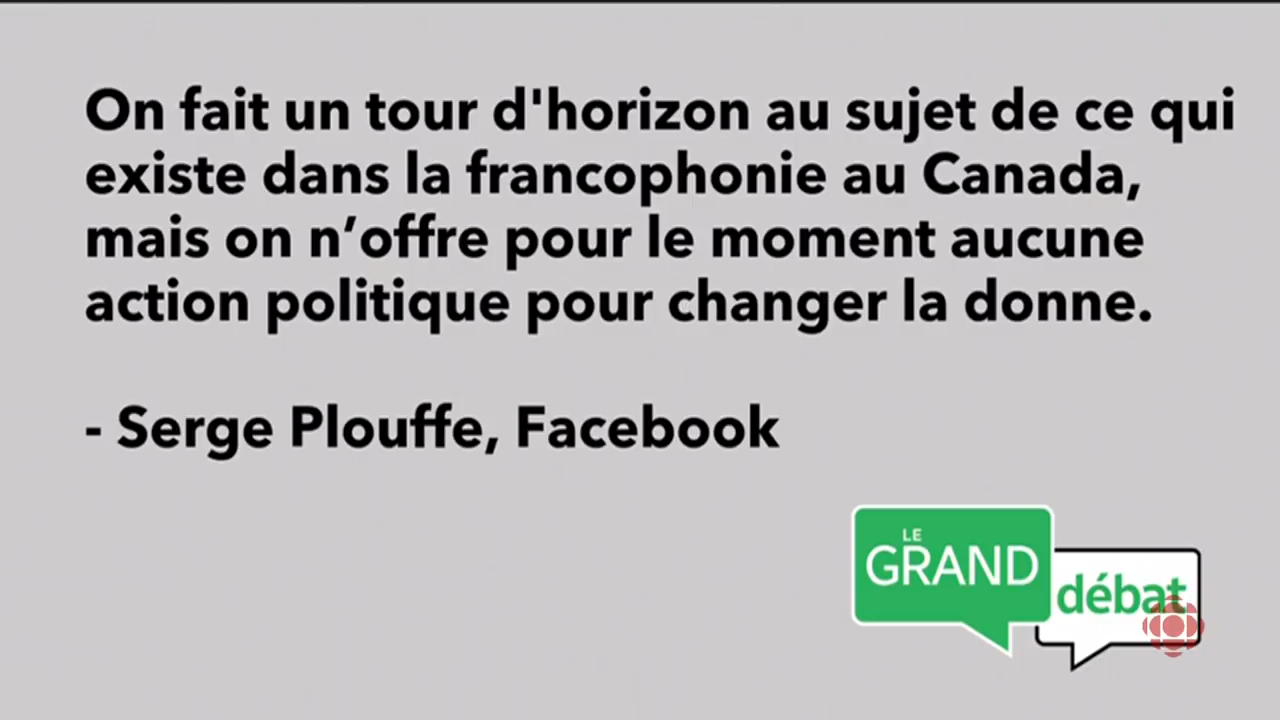 On fait un tour d'horizon au sujet de ce qui
existe dans la francophonie au Canada,
mais on n’offre pour le moment aucune
action politique pour changer la donne.
- Serge Plouffe, Facebook
LE
GRAND
débat